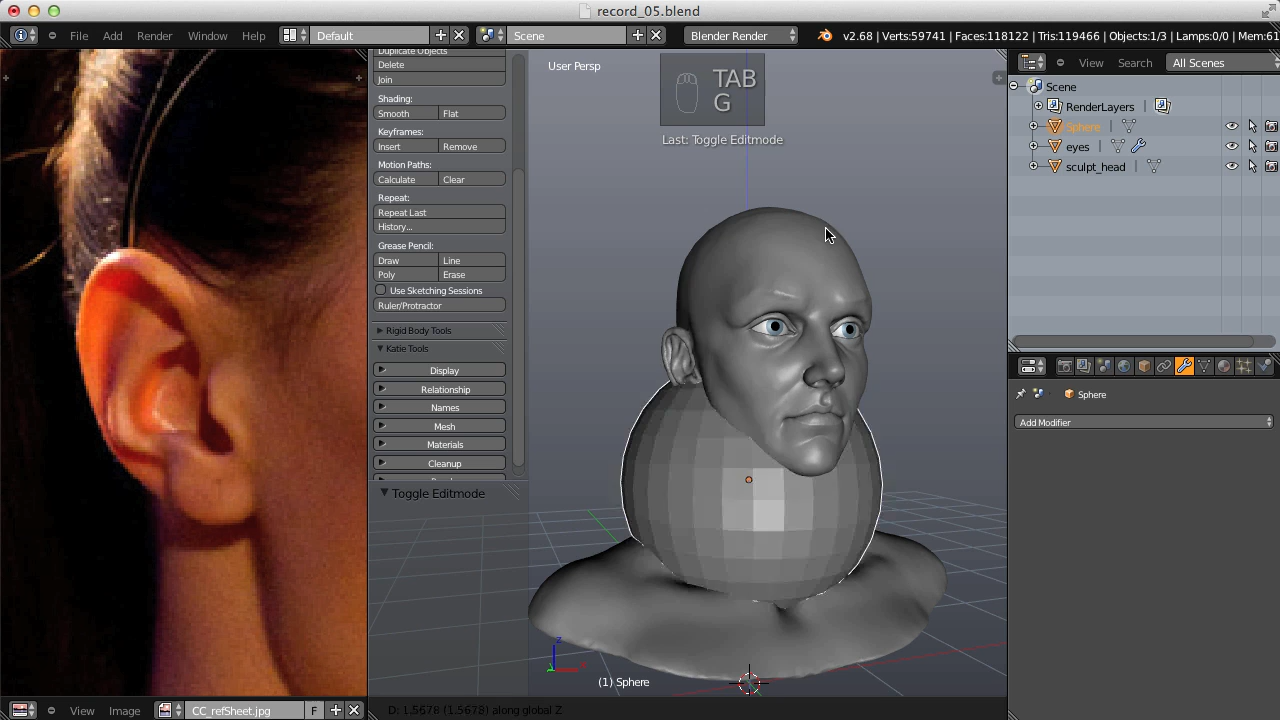 record_05.blend
File Add Render Window Help Default Scene Blender Render v2.68 | Verts:59741 | Faces:118122 | Tris:119466 | Objects:1/3 | Lamps:0/0 | Mem:61
Duplicate Objects
Delete
Join
Shading:
Smooth Flat
Keyframes:
Insert Remove
Motion Paths:
Calculate Clear
Repeat:
Repeat Last
History...
Grease Pencil:
Draw Line
Poly Erase
Use Sketching Sessions
Ruler/Protractor
Rigid Body Tools
Katie Tools
Display
Relationship
Names
Mesh
Materials
Cleanup
Toggle Editmode
User Persp
TAB
G
Last: Toggle Editmode
(1) Sphere
View Search All Scenes
Scene
RenderLayers
Sphere
eyes
sculpt_head
Sphere
Add Modifier
View Image CC_refSheet.jpg F
D: 1.5678 (1.5678) along global Z